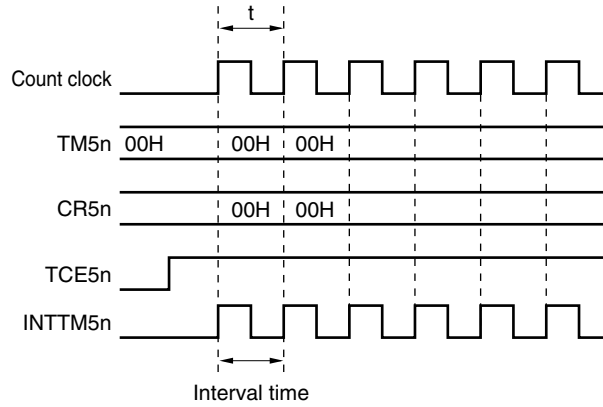 t
Count clock
TM5n 00H 00H 00H
CR5n 00H 00H
TCE5n
INTTM5n
Interval time